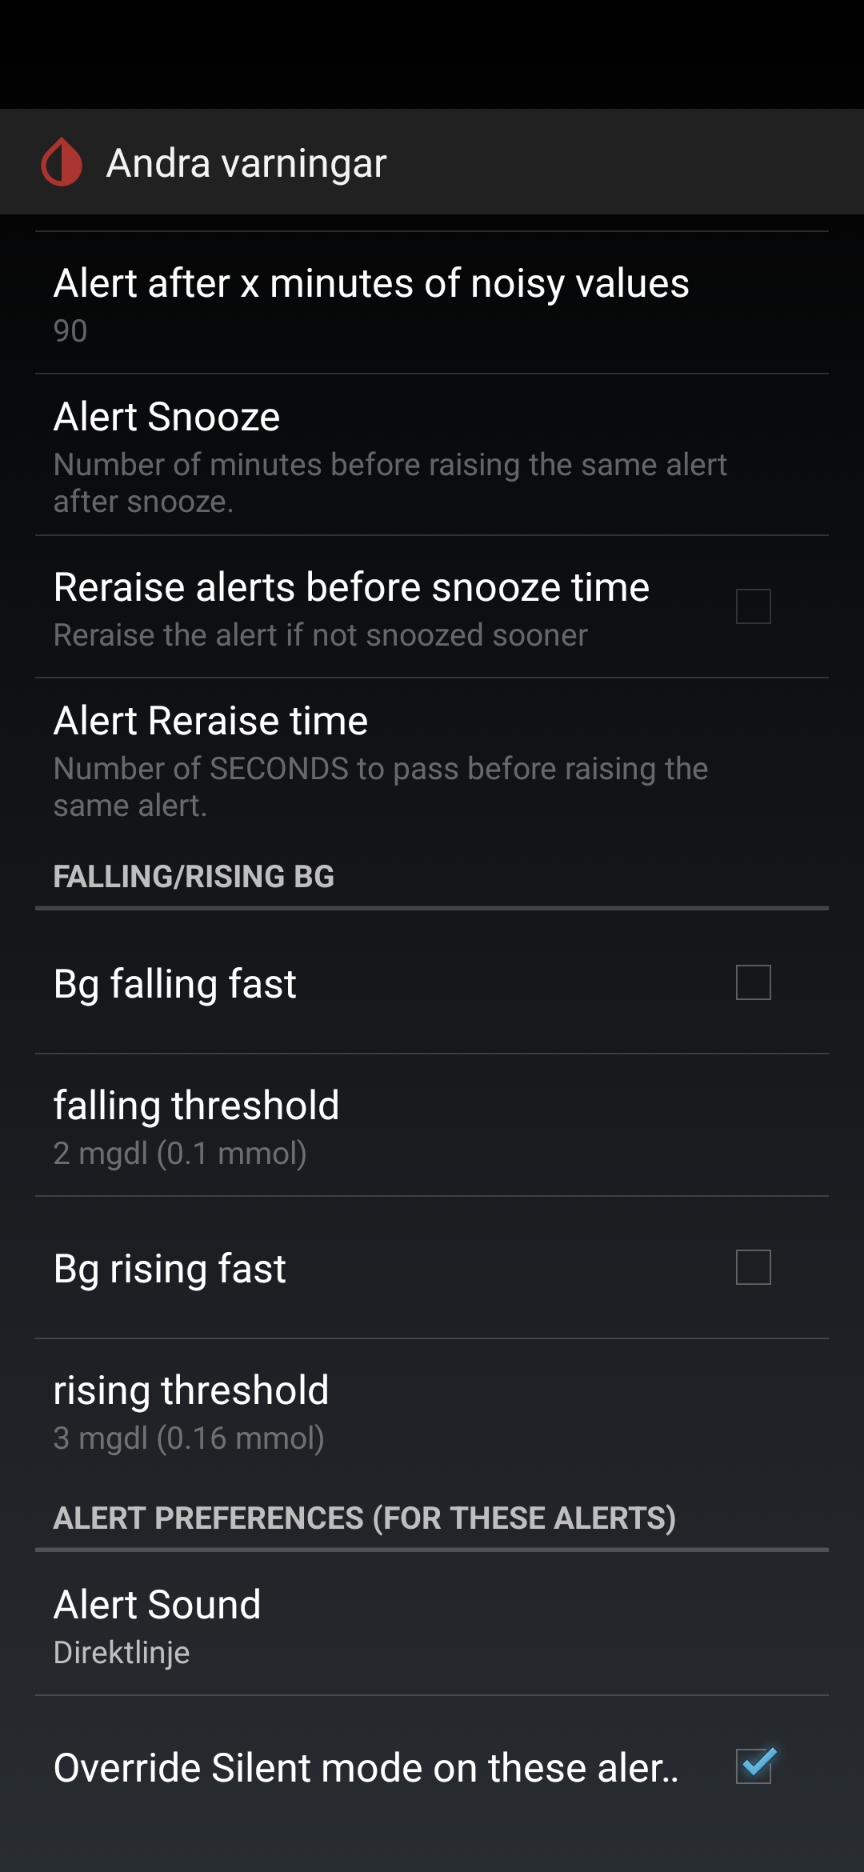 Andra varningar
Alert after x minutes of noisy values
90
Alert Snooze
Number of minutes before raising the same alert
after snooze.
Reraise alerts before snooze time
Reraise the alert if not snoozed sooner
Alert Reraise time
Number of SECONDS to pass before raising the
same alert.
FALLING/RISING BG
Bg falling fast
falling threshold
2 mgdl (0.1 mmol)
Bg rising fast
rising threshold
3 mgdl (0.16 mmol)
ALERT PREFERENCES (FOR THESE ALERTS)
Alert Sound
Direktlinje
Override Silent mode on these aler..